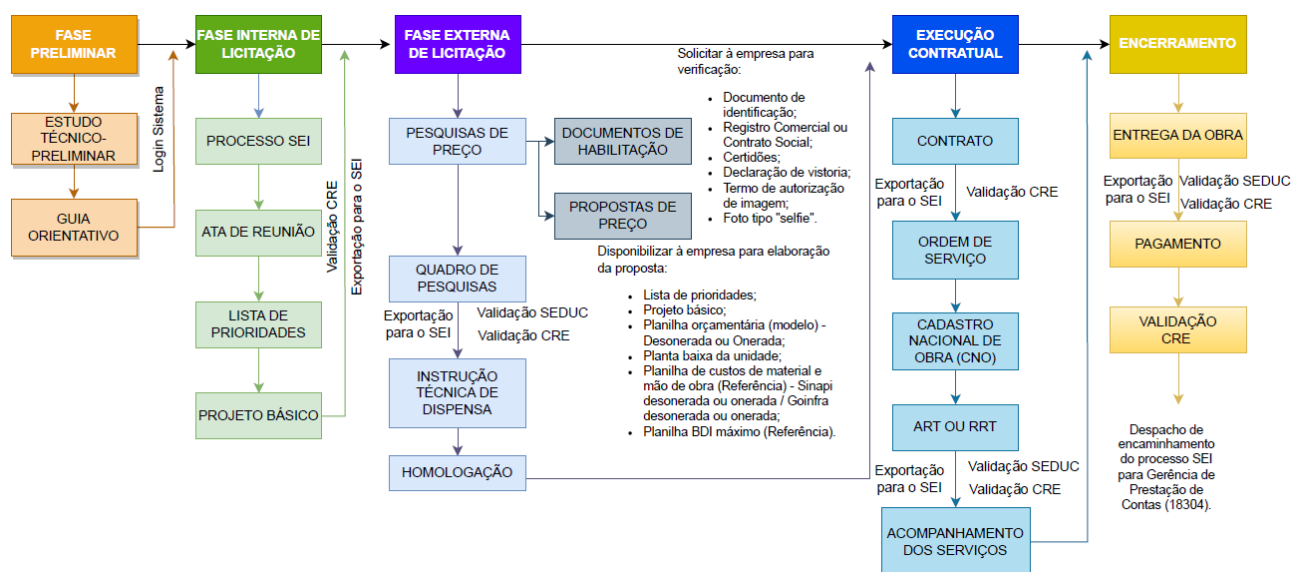 FASE
PRELIMINAR
ESTUDO
TÉCNICO-
PRELIMINAR
GUIA
ORIENTATIVO
Login Sistema
FASE INTERNA DE
LICITAÇÃO
PROCESSO SEI
ATA DE REUNIÃO
LISTA DE
PRIORIDADES
PROJETO BÁSICO
Validação CRE
Exportação para o SEI
FASE EXTERNA
DE LICITAÇÃO
PESQUISAS DE
PREÇO
DOCUMENTOS DE
HABILITAÇÃO
PROPOSTAS DE
PREÇO
Solicitar à empresa para
verificação:
• Documento de
identificação;
• Registro Comercial ou
Contrato Social;
• Certidões;
• Declaração de vistoria;
• Termo de autorização
de imagem;
• Foto tipo "selfie".
Disponibilizar à empresa para elaboração
da proposta:
• Lista de prioridades;
• Projeto básico;
• Planilha orçamentária (modelo) -
Desonerada ou Onerada;
• Planta baixa da unidade;
• Planilha de custos de material e
mão de obra (Referência) - Sinapi
desonerada ou onerada / Goinfra
desonerada ou onerada;
• Planilha BDI máximo (Referência).
QUADRO DE
PESQUISAS
Exportação
para o SEI
Validação SEDUC
Validação CRE
INSTRUÇÃO
TÉCNICA DE
DISPENSA
HOMOLOGAÇÃO
EXECUÇÃO
CONTRATUAL
CONTRATO
Exportação
para o SEI
Validação CRE
ORDEM DE
SERVIÇO
CADASTRO
NACIONAL DE
OBRA (CNO)
ART OU RRT
Exportação
para o SEI
Validação SEDUC
Validação CRE
ACOMPANHAMENTO
DOS SERVIÇOS
ENCERRAMENTO
ENTREGA DA OBRA
Exportação
para o SEI
Validação SEDUC
Validação CRE
PAGAMENTO
VALIDAÇÃO
CRE
Despacho de
encaminhamento
do processo SEI
para Gerência de
Prestação de
Contas (18304).